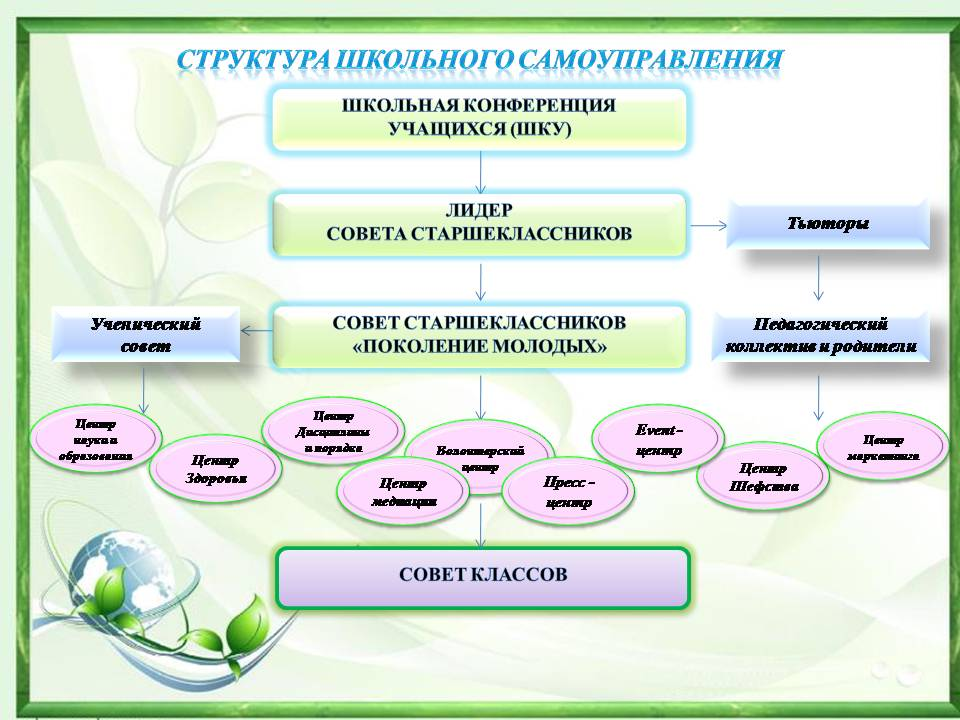 СТРУКТУРА ШКОЛЬНОГО САМОУПРАВЛЕНИЯ
ШКОЛЬНАЯ КОНФЕРЕНЦИЯ
УЧАЩИХСЯ (ШКУ)
ЛИДЕР
СОВЕТА СТАРШЕКЛАССНИКОВ
Тьюторы
Ученический
совет
СОВЕТ СТАРШЕКЛАССНИКОВ
«ПОКОЛЕНИЕ МОЛОДЫХ»
Педагогический
коллектив и родители
Центр
науки и
образования
Центр
Здоровья
Центр
Дисциплины
и порядка
Центр
медиации
Волонтерский
центр
Пресс –
центр
Event -
центр
Центр
Шефства
Центр
маркетинга
СОВЕТ КЛАССОВ